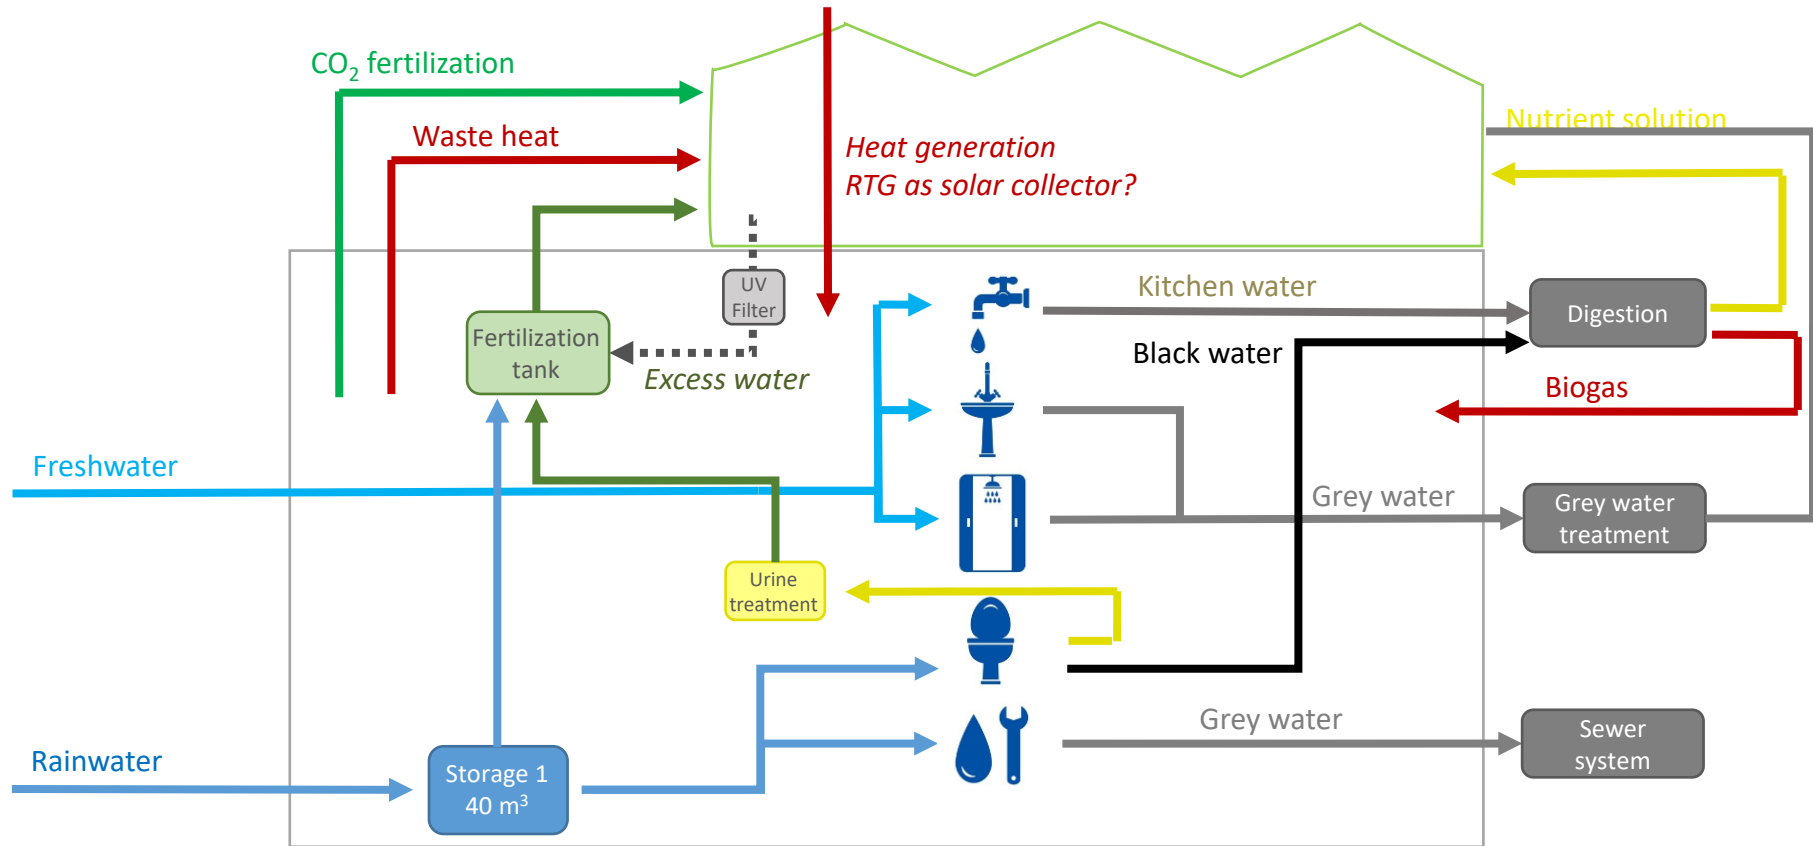 CO₂ fertilization
Waste heat
Heat generation
RTG as solar collector?
Nutrient solution
UV
Filter
Kitchen water
Digestion
Fertilization
tank
Excess water
Black water
Biogas
Freshwater
Grey water
Grey water
treatment
Urine
treatment
Rainwater
Storage 1
40 m³
Grey water
Sewer
system